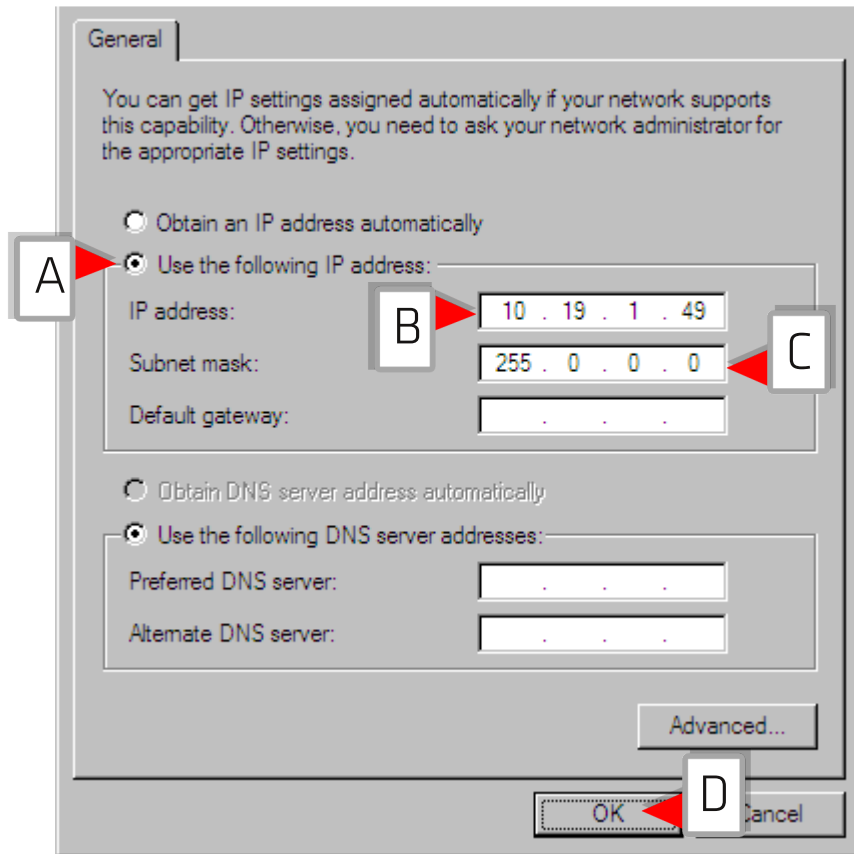 General
You can get IP settings assigned automatically if your network supports
this capability. Otherwise, you need to ask your network administrator for
the appropriate IP settings.
Obtain an IP address automatically
A
Use the following IP address:
IP address:
B
10 . 19 . 1 . 49
Subnet mask:
255 . 0 . 0 . 0
C
Default gateway:
. . .
Obtain DNS server address automatically
Use the following DNS server addresses:
Preferred DNS server:
. . .
Alternate DNS server:
. . .
Advanced...
OK
D
Cancel